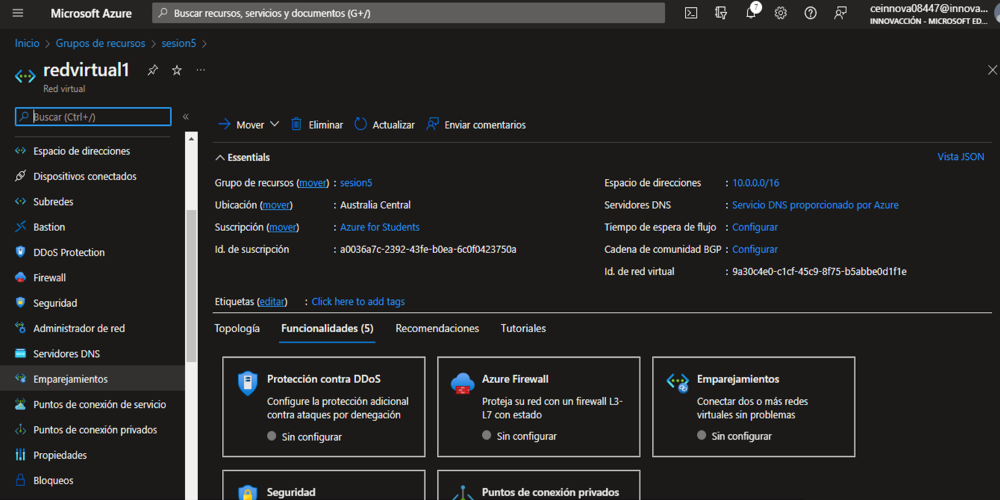 Microsoft Azure
Buscar recursos, servicios y documentos (G+/)
7
ceinnova08447@innova...
INNOVACCIÓN - MICROSOFT ED...
Inicio > Grupos de recursos > sesion5 >
redvirtual1
Red virtual
Buscar (Ctrl+/)
Espacio de direcciones
Dispositivos conectados
Subredes
Bastion
DDoS Protection
Firewall
Seguridad
Administrador de red
Servidores DNS
Emparejamientos
Puntos de conexión de servicio
Puntos de conexión privados
Propiedades
Bloqueos
Mover Eliminar Actualizar Enviar comentarios
Essentials Vista JSON
Grupo de recursos (mover) : sesion5
Ubicación (mover) : Australia Central
Suscripción (mover) : Azure for Students
Id. de suscripción : a0036a7c-2392-43fe-b0ea-6c0f0423750a
Espacio de direcciones : 10.0.0.0/16
Servidores DNS : Servicio DNS proporcionado por Azure
Tiempo de espera de flujo : Configurar
Cadena de comunidad BGP : Configurar
Id. de red virtual : 9a30c4e0-c1cf-45c9-8f75-b5abbe0d1f1e
Etiquetas (editar) : Click here to add tags
Topología Funcionalidades (5) Recomendaciones Tutoriales
Protección contra DDoS
Configure la protección adicional
contra ataques por denegación
Sin configurar
Azure Firewall
Proteja su red con un firewall L3-
L7 con estado
Sin configurar
Emparejamientos
Conectar dos o más redes
virtuales sin problemas
Sin configurar
Seguridad
Puntos de conexión privados